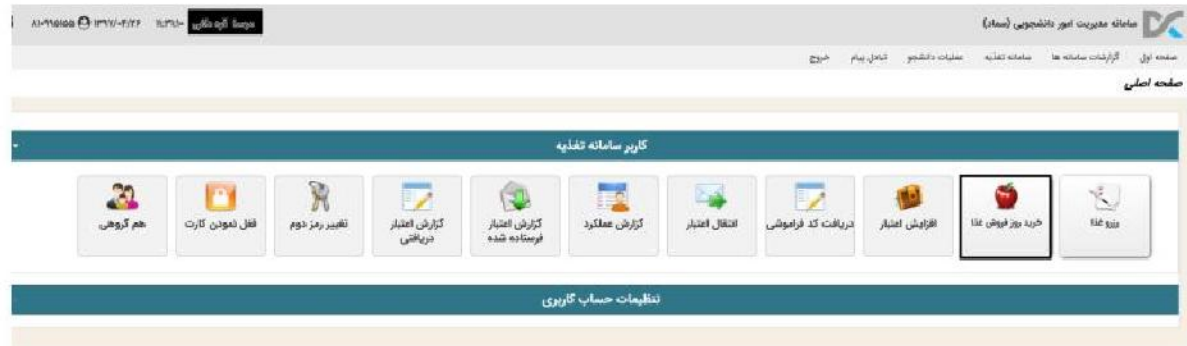 سامانه مدیریت امور دانشجویی (سماد)
صفحه اول گزارشات سامانه ها سامانه تغذیه عملیات دانشجو تبادل پیام خروج
صفحه اصلی
کاربر سامانه تغذیه
رزرو غذا
خرید روز فروش غذا
افزایش اعتبار
دریافت کد فراموشی
انتقال اعتبار
گزارش عملکرد
گزارش اعتبار
فرستاده شده
گزارش اعتبار
دریافتی
تغییر رمز دوم
قفل نمودن کارت
هم گروهی
تنظیمات حساب کاربری